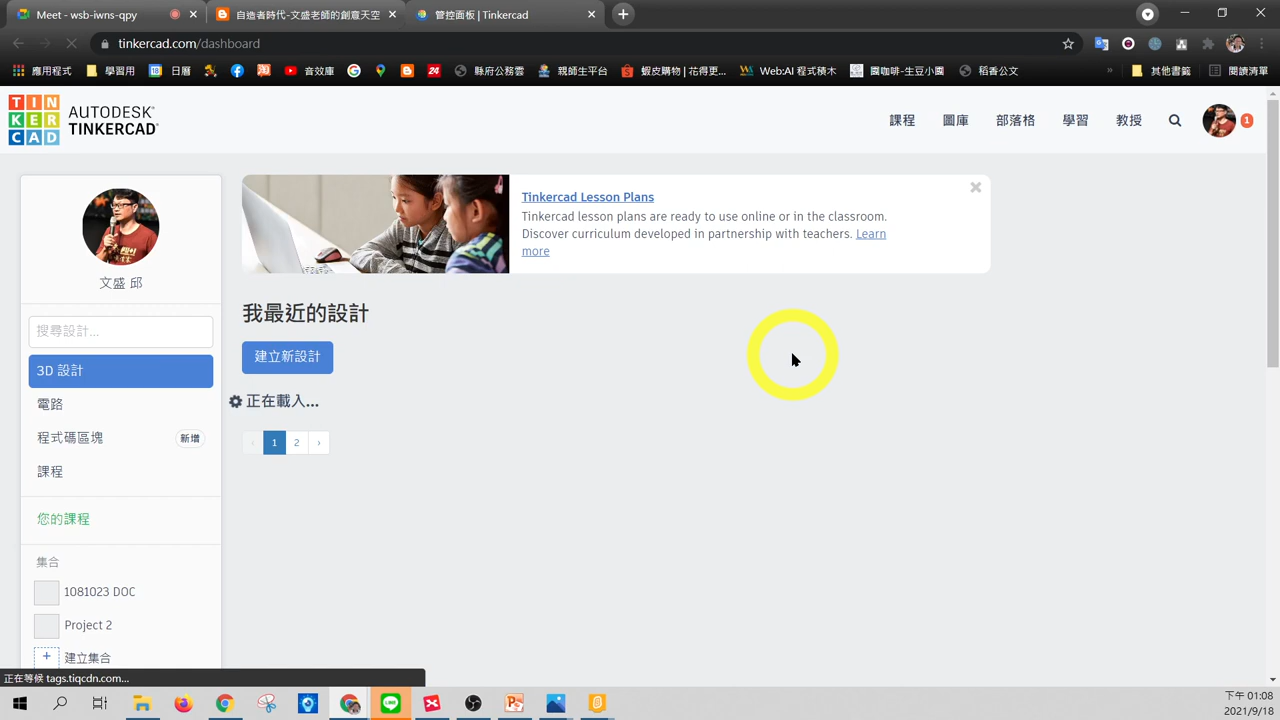 Meet - wsb-iwns-qpy
自造者時代-文盛老師的創意天空
管控面板 | Tinkercad
tinkercad.com/dashboard
應用程式
學習用
日曆
音效庫
縣府公雲
親師生平台
蝦皮購物 | 花得更...
Web:AI 程式積木
國咖啡-生豆小園
稻香公文
»
其他書籤
閱讀清單
TINKERCAD
AUTODESK®
TINKERCAD®
課程
圖庫
部落格
學習
教授
1
文盛 邱
搜尋設計...
3D 設計
電路
程式碼區塊
新增
課程
您的課程
集合
1081023 DOC
Project 2
建立集合
Tinkercad Lesson Plans
Tinkercad lesson plans are ready to use online or in the classroom.
Discover curriculum developed in partnership with teachers. Learn
more
我最近的設計
建立新設計
正在載入...
‹ 1 2 ›
正在等候 tags.tiqcdn.com...
下午 01:08
2021/9/18